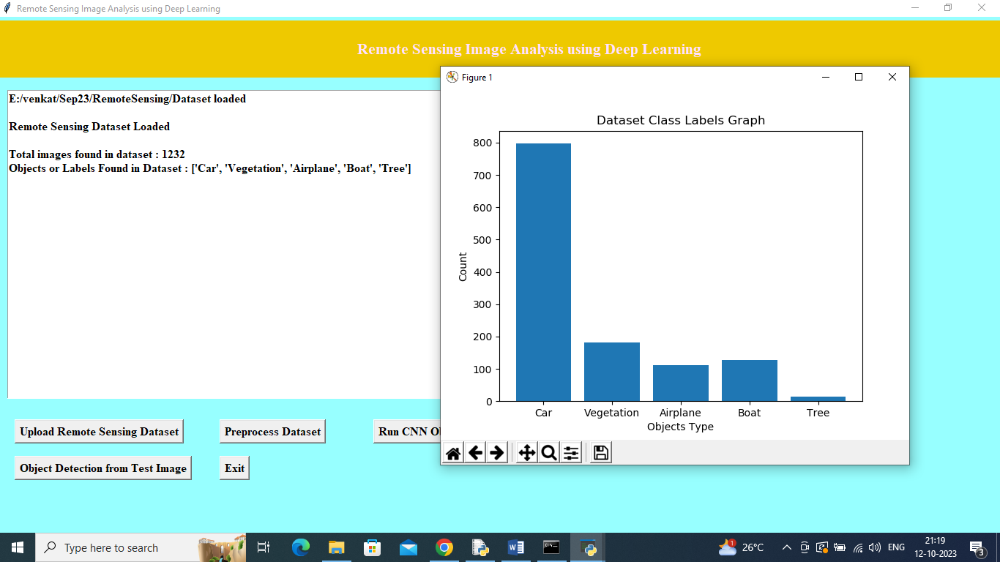 Remote Sensing Image Analysis using Deep Learning
Remote Sensing Image Analysis using Deep Learning
E:/venkat/Sep23/RemoteSensing/Dataset loaded
Remote Sensing Dataset Loaded
Total images found in dataset : 1232
Objects or Labels Found in Dataset : ['Car', 'Vegetation', 'Airplane', 'Boat', 'Tree']
Figure 1
Dataset Class Labels Graph
800
700
600
500
400
300
200
100
0
Count
Car Vegetation Airplane Boat Tree
Objects Type
Upload Remote Sensing Dataset
Preprocess Dataset
Run CNN
Object Detection from Test Image
Exit
Type here to search
1
26°C
ENG
21:19
12-10-2023
3